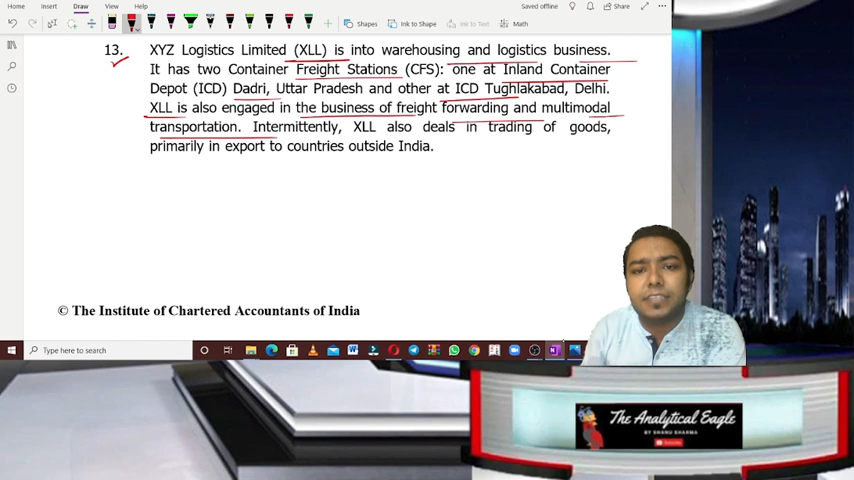 Home Insert Draw View Help
Saved offline Share
Shapes Ink to Shape Ink to Text Math
13. XYZ Logistics Limited (XLL) is into warehousing and logistics business.
It has two Container Freight Stations (CFS): one at Inland Container
Depot (ICD) Dadri, Uttar Pradesh and other at ICD Tughlakabad, Delhi.
XLL is also engaged in the business of freight forwarding and multimodal
transportation. Intermittently, XLL also deals in trading of goods,
primarily in export to countries outside India.
© The Institute of Chartered Accountants of India
Type here to search
The Analytical Eagle
BY SHANU SHARMA
Subscribe